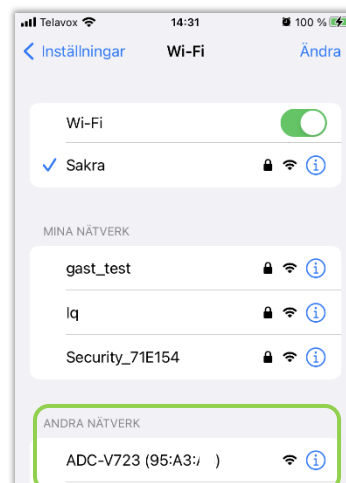 Telavox 14:31 100 %
Inställningar Wi-Fi Ändra
Wi-Fi
Sakra
MINA NÄTVERK
gast_test
Iq
Security_71E154
ANDRA NÄTVERK
ADC-V723 (95:A3:/ )